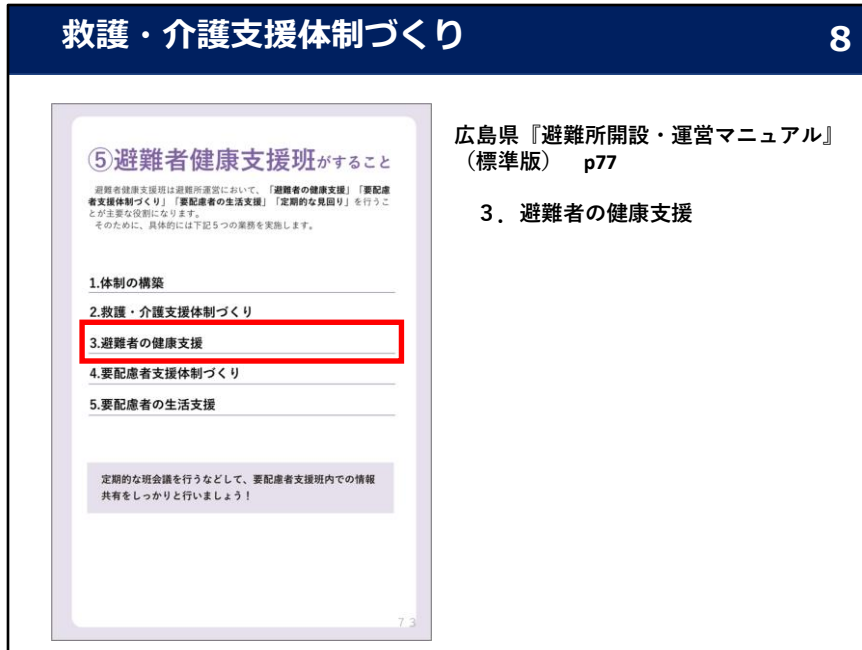 救護・介護支援体制づくり
8
⑤避難者健康支援班がすること
避難者健康支援班は避難所運営において、「避難者の健康支援」「要配慮
者支援体制づくり」「要配慮者の生活支援」「定期的な見回り」を行うこ
とが主要な役割になります。
そのために、具体的には下記5つの業務を実施します。
1.体制の構築
2.救護・介護支援体制づくり
3.避難者の健康支援
4.要配慮者支援体制づくり
5.要配慮者の生活支援
定期的な班会議を行うなどして、要配慮者支援班内での情報
共有をしっかりと行いましょう！
73
広島県『避難所開設・運営マニュアル』
（標準版）　p77
３．避難者の健康支援